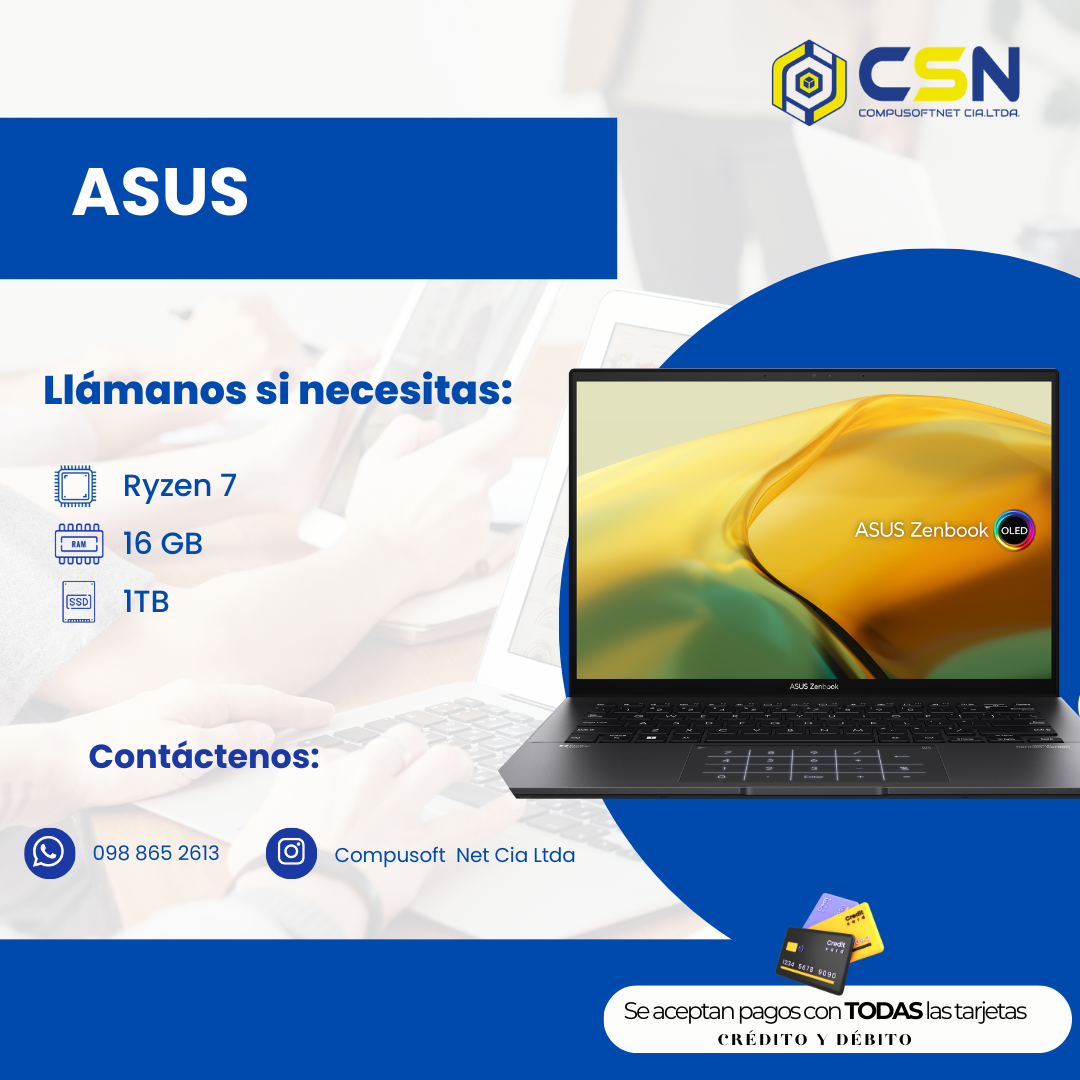 CSN
COMPUSOFTNET CIA.LTDA.
ASUS
Llámanos si necesitas:
Ryzen 7
RAM
16 GB
SSD
1TB
ASUS Zenbook
OLED
ASUS Zenbook
Contáctenos:
098 865 2613
Compusoft Net Cia Ltda
Credit
card
Credit
card
1234 5678 9090
Se aceptan pagos con TODAS las tarjetas
CRÉDITO Y DÉBITO